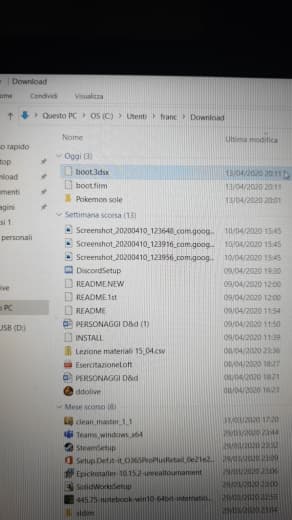 Download
ome Condividi Visualizza
Questo PC › OS (C:) › Utenti › franc › Download
Nome Ultima modifica
Oggi (3)
boot.3dsx 13/04/2020 20:11
boot.firm 13/04/2020 20:11
Pokemon sole 13/04/2020 20:01
Settimana scorsa (13)
Screenshot_20200410_123648_com.goog... 10/04/2020 15:45
Screenshot_20200410_123916_com.goog... 10/04/2020 15:45
Screenshot_20200410_123956_com.goog... 10/04/2020 15:45
DiscordSetup 09/04/2020 19:30
README.NEW 09/04/2020 12:00
README.1st 09/04/2020 12:00
README 09/04/2020 11:54
PERSONAGGI D&d (1) 09/04/2020 11:50
INSTALL 09/04/2020 11:39
Lezione materiali 15_04.csv 08/04/2020 23:36
EsercitazioneLoft 08/04/2020 18:27
PERSONAGGI D&d 08/04/2020 18:21
ddolive 08/04/2020 18:21
Mese scorso (8)
clean_master_1_1 31/03/2020 17:20
Teams_windows_x64 29/03/2020 23:44
SteamSetup 29/03/2020 23:32
Setup.Def.it-it_O365ProPlusRetail_0e21e2... 29/03/2020 23:09
EpicInstaller-10.15.2-unrealtournament 29/03/2020 23:06
SolidWorksSetup 29/03/2020 23:00
445.75-notebook-win10-64bit-internatio... 29/03/2020 22:55
sldim 29/03/2020 21:04
o rapido
top
nload
menti
agini
si 1
personali
ive
o PC
USB (D:)